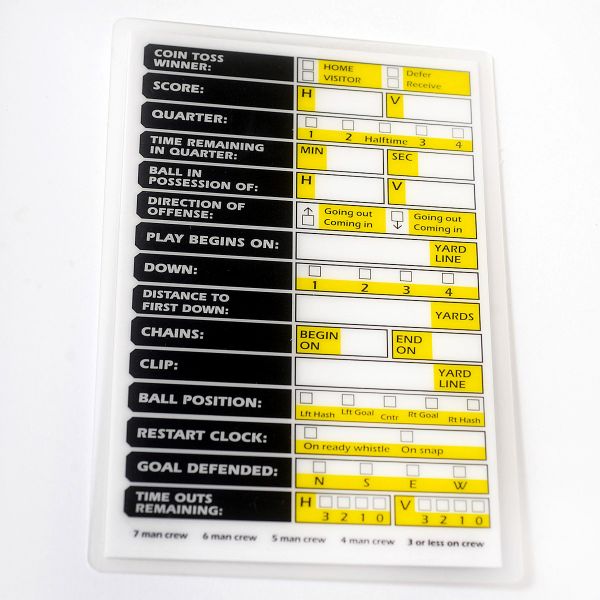 COIN TOSS
WINNER:
HOME
VISITOR
Defer
Receive
SCORE:
H
V
QUARTER:
1 2 Halftime 3 4
TIME REMAINING
IN QUARTER:
MIN
SEC
BALL IN
POSSESSION OF:
H
V
DIRECTION OF
OFFENSE:
↑ Going out
Coming in
Going out
↓ Coming in
PLAY BEGINS ON:
YARD
LINE
DOWN:
1 2 3 4
DISTANCE TO
FIRST DOWN:
YARDS
CHAINS:
BEGIN
ON
END
ON
CLIP:
YARD
LINE
BALL POSITION:
Lft Hash Lft Goal Cntr Rt Goal Rt Hash
RESTART CLOCK:
On ready whistle On snap
GOAL DEFENDED:
N S E W
TIME OUTS
REMAINING:
H
3 2 1 0
V
3 2 1 0
7 man crew 6 man crew 5 man crew 4 man crew 3 or less on crew